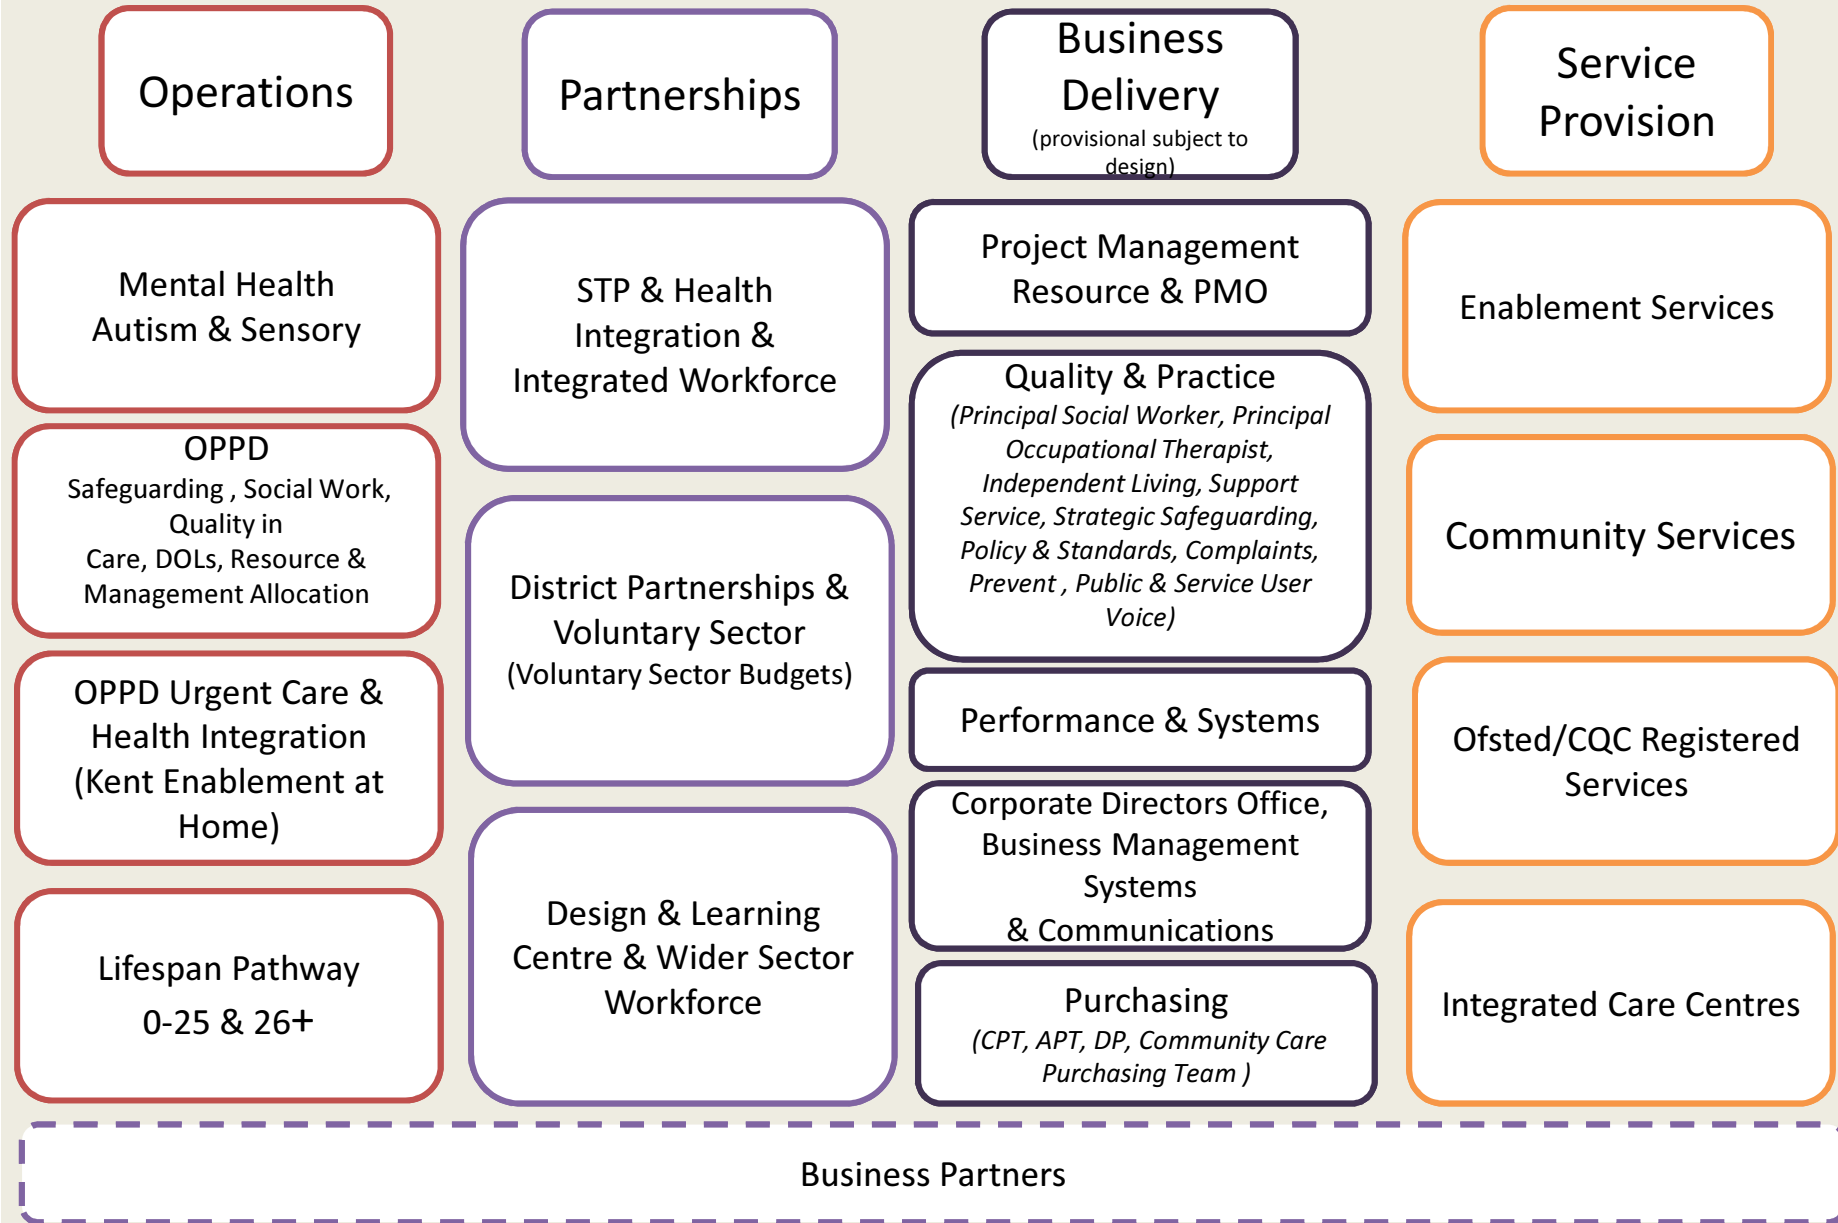 Operations
Partnerships
Business
Delivery
(provisional subject to
design)
Service
Provision
Mental Health
Autism & Sensory
OPPD
Safeguarding , Social Work,
Quality in
Care, DOLs, Resource &
Management Allocation
OPPD Urgent Care &
Health Integration
(Kent Enablement at
Home)
Lifespan Pathway
0-25 & 26+
STP & Health
Integration &
Integrated Workforce
District Partnerships &
Voluntary Sector
(Voluntary Sector Budgets)
Design & Learning
Centre & Wider Sector
Workforce
Project Management
Resource & PMO
Quality & Practice
(Principal Social Worker, Principal
Occupational Therapist,
Independent Living, Support
Service, Strategic Safeguarding,
Policy & Standards, Complaints,
Prevent , Public & Service User
Voice)
Performance & Systems
Corporate Directors Office,
Business Management
Systems
& Communications
Purchasing
(CPT, APT, DP, Community Care
Purchasing Team )
Enablement Services
Community Services
Ofsted/CQC Registered
Services
Integrated Care Centres
Business Partners